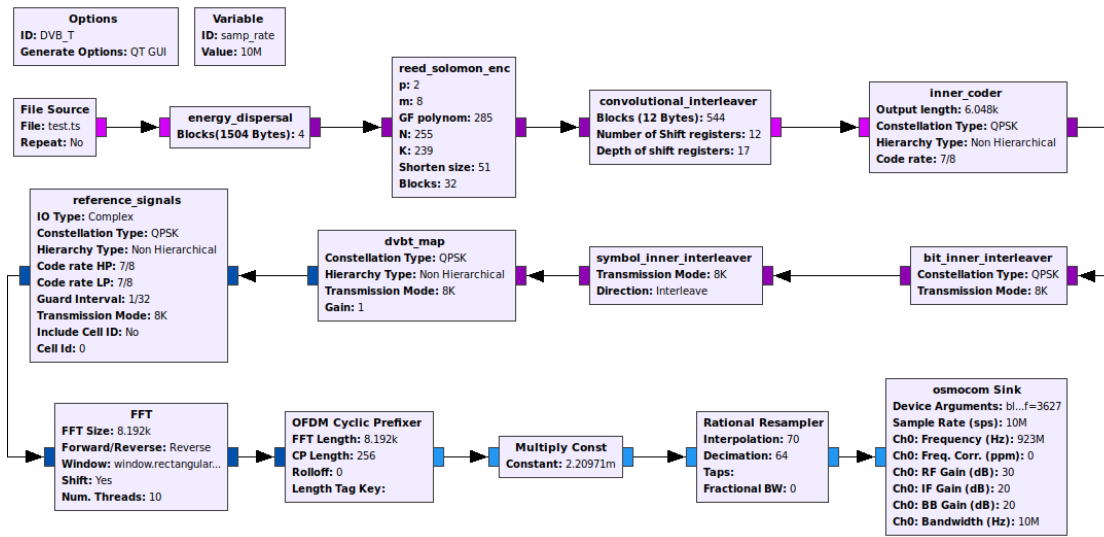 Options
ID: DVB_T
Generate Options: QT GUI
Variable
ID: samp_rate
Value: 10M
File Source
File: test.ts
Repeat: No
energy_dispersal
Blocks(1504 Bytes): 4
reed_solomon_enc
p: 2
m: 8
GF polynom: 285
N: 255
K: 239
Shorten size: 51
Blocks: 32
convolutional_interleaver
Blocks (12 Bytes): 544
Number of Shift registers: 12
Depth of shift registers: 17
inner_coder
Output length: 6.048k
Constellation Type: QPSK
Hierarchy Type: Non Hierarchical
Code rate: 7/8
reference_signals
IO Type: Complex
Constellation Type: QPSK
Hierarchy Type: Non Hierarchical
Code rate HP: 7/8
Code rate LP: 7/8
Guard Interval: 1/32
Transmission Mode: 8K
Include Cell ID: No
Cell Id: 0
dvbt_map
Constellation Type: QPSK
Hierarchy Type: Non Hierarchical
Transmission Mode: 8K
Gain: 1
symbol_inner_interleaver
Transmission Mode: 8K
Direction: Interleave
bit_inner_interleaver
Constellation Type: QPSK
Transmission Mode: 8K
FFT
FFT Size: 8.192k
Forward/Reverse: Reverse
Window: window.rectangular...
Shift: Yes
Num. Threads: 10
OFDM Cyclic Prefixer
FFT Length: 8.192k
CP Length: 256
Rolloff: 0
Length Tag Key:
Multiply Const
Constant: 2.20971m
Rational Resampler
Interpolation: 70
Decimation: 64
Taps:
Fractional BW: 0
osmocom Sink
Device Arguments: bl...f=3627
Sample Rate (sps): 10M
Ch0: Frequency (Hz): 923M
Ch0: Freq. Corr. (ppm): 0
Ch0: RF Gain (dB): 30
Ch0: IF Gain (dB): 20
Ch0: BB Gain (dB): 20
Ch0: Bandwidth (Hz): 10M